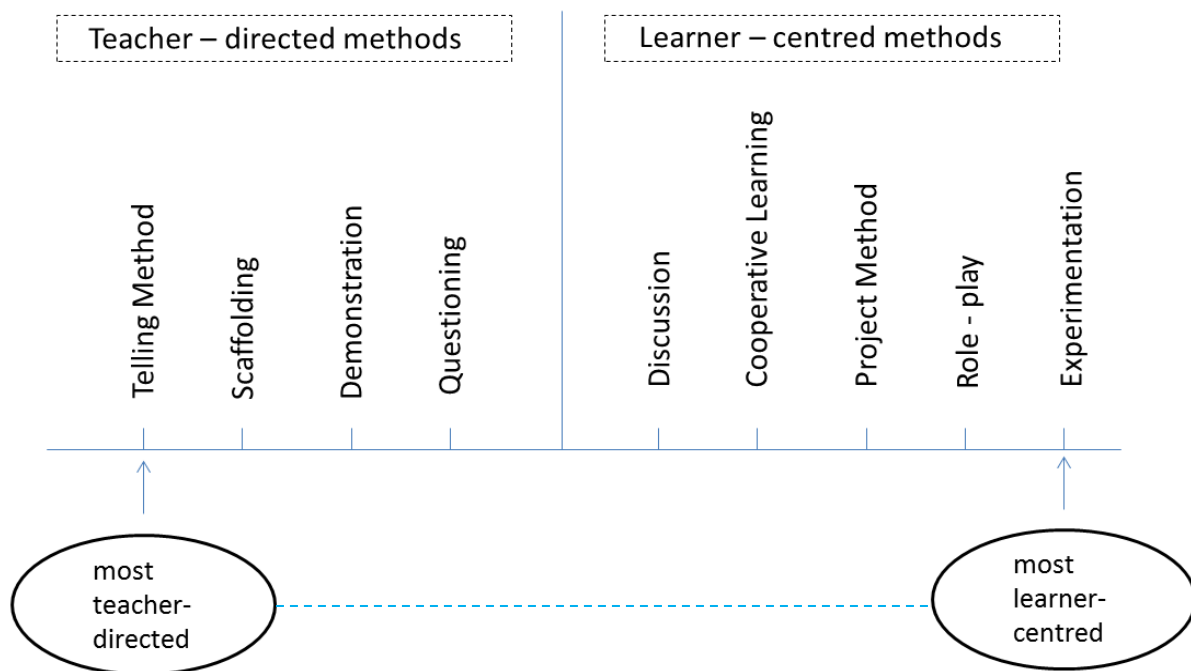 Teacher – directed methods
Learner – centred methods
Telling Method
Scaffolding
Demonstration
Questioning
Discussion
Cooperative Learning
Project Method
Role - play
Experimentation
most
teacher-
directed
most
learner-
centred